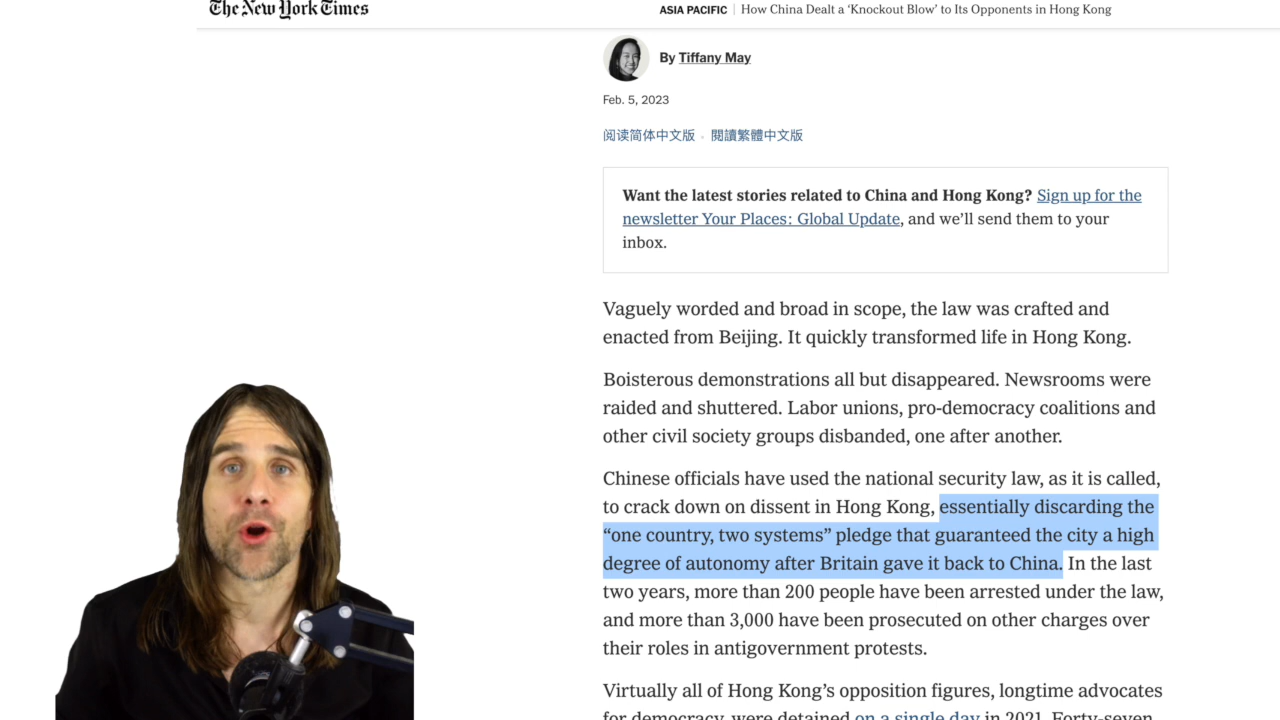 The New York Times
ASIA PACIFIC | How China Dealt a ‘Knockout Blow’ to Its Opponents in Hong Kong
By Tiffany May
Feb. 5, 2023
阅读简体中文版 · 閱讀繁體中文版
Want the latest stories related to China and Hong Kong? Sign up for the
newsletter Your Places: Global Update, and we’ll send them to your
inbox.
Vaguely worded and broad in scope, the law was crafted and
enacted from Beijing. It quickly transformed life in Hong Kong.
Boisterous demonstrations all but disappeared. Newsrooms were
raided and shuttered. Labor unions, pro-democracy coalitions and
other civil society groups disbanded, one after another.
Chinese officials have used the national security law, as it is called,
to crack down on dissent in Hong Kong, essentially discarding the
“one country, two systems” pledge that guaranteed the city a high
degree of autonomy after Britain gave it back to China. In the last
two years, more than 200 people have been arrested under the law,
and more than 3,000 have been prosecuted on other charges over
their roles in antigovernment protests.
Virtually all of Hong Kong’s opposition figures, longtime advocates
for democracy, were detained on a single day in 2021. Forty-seven